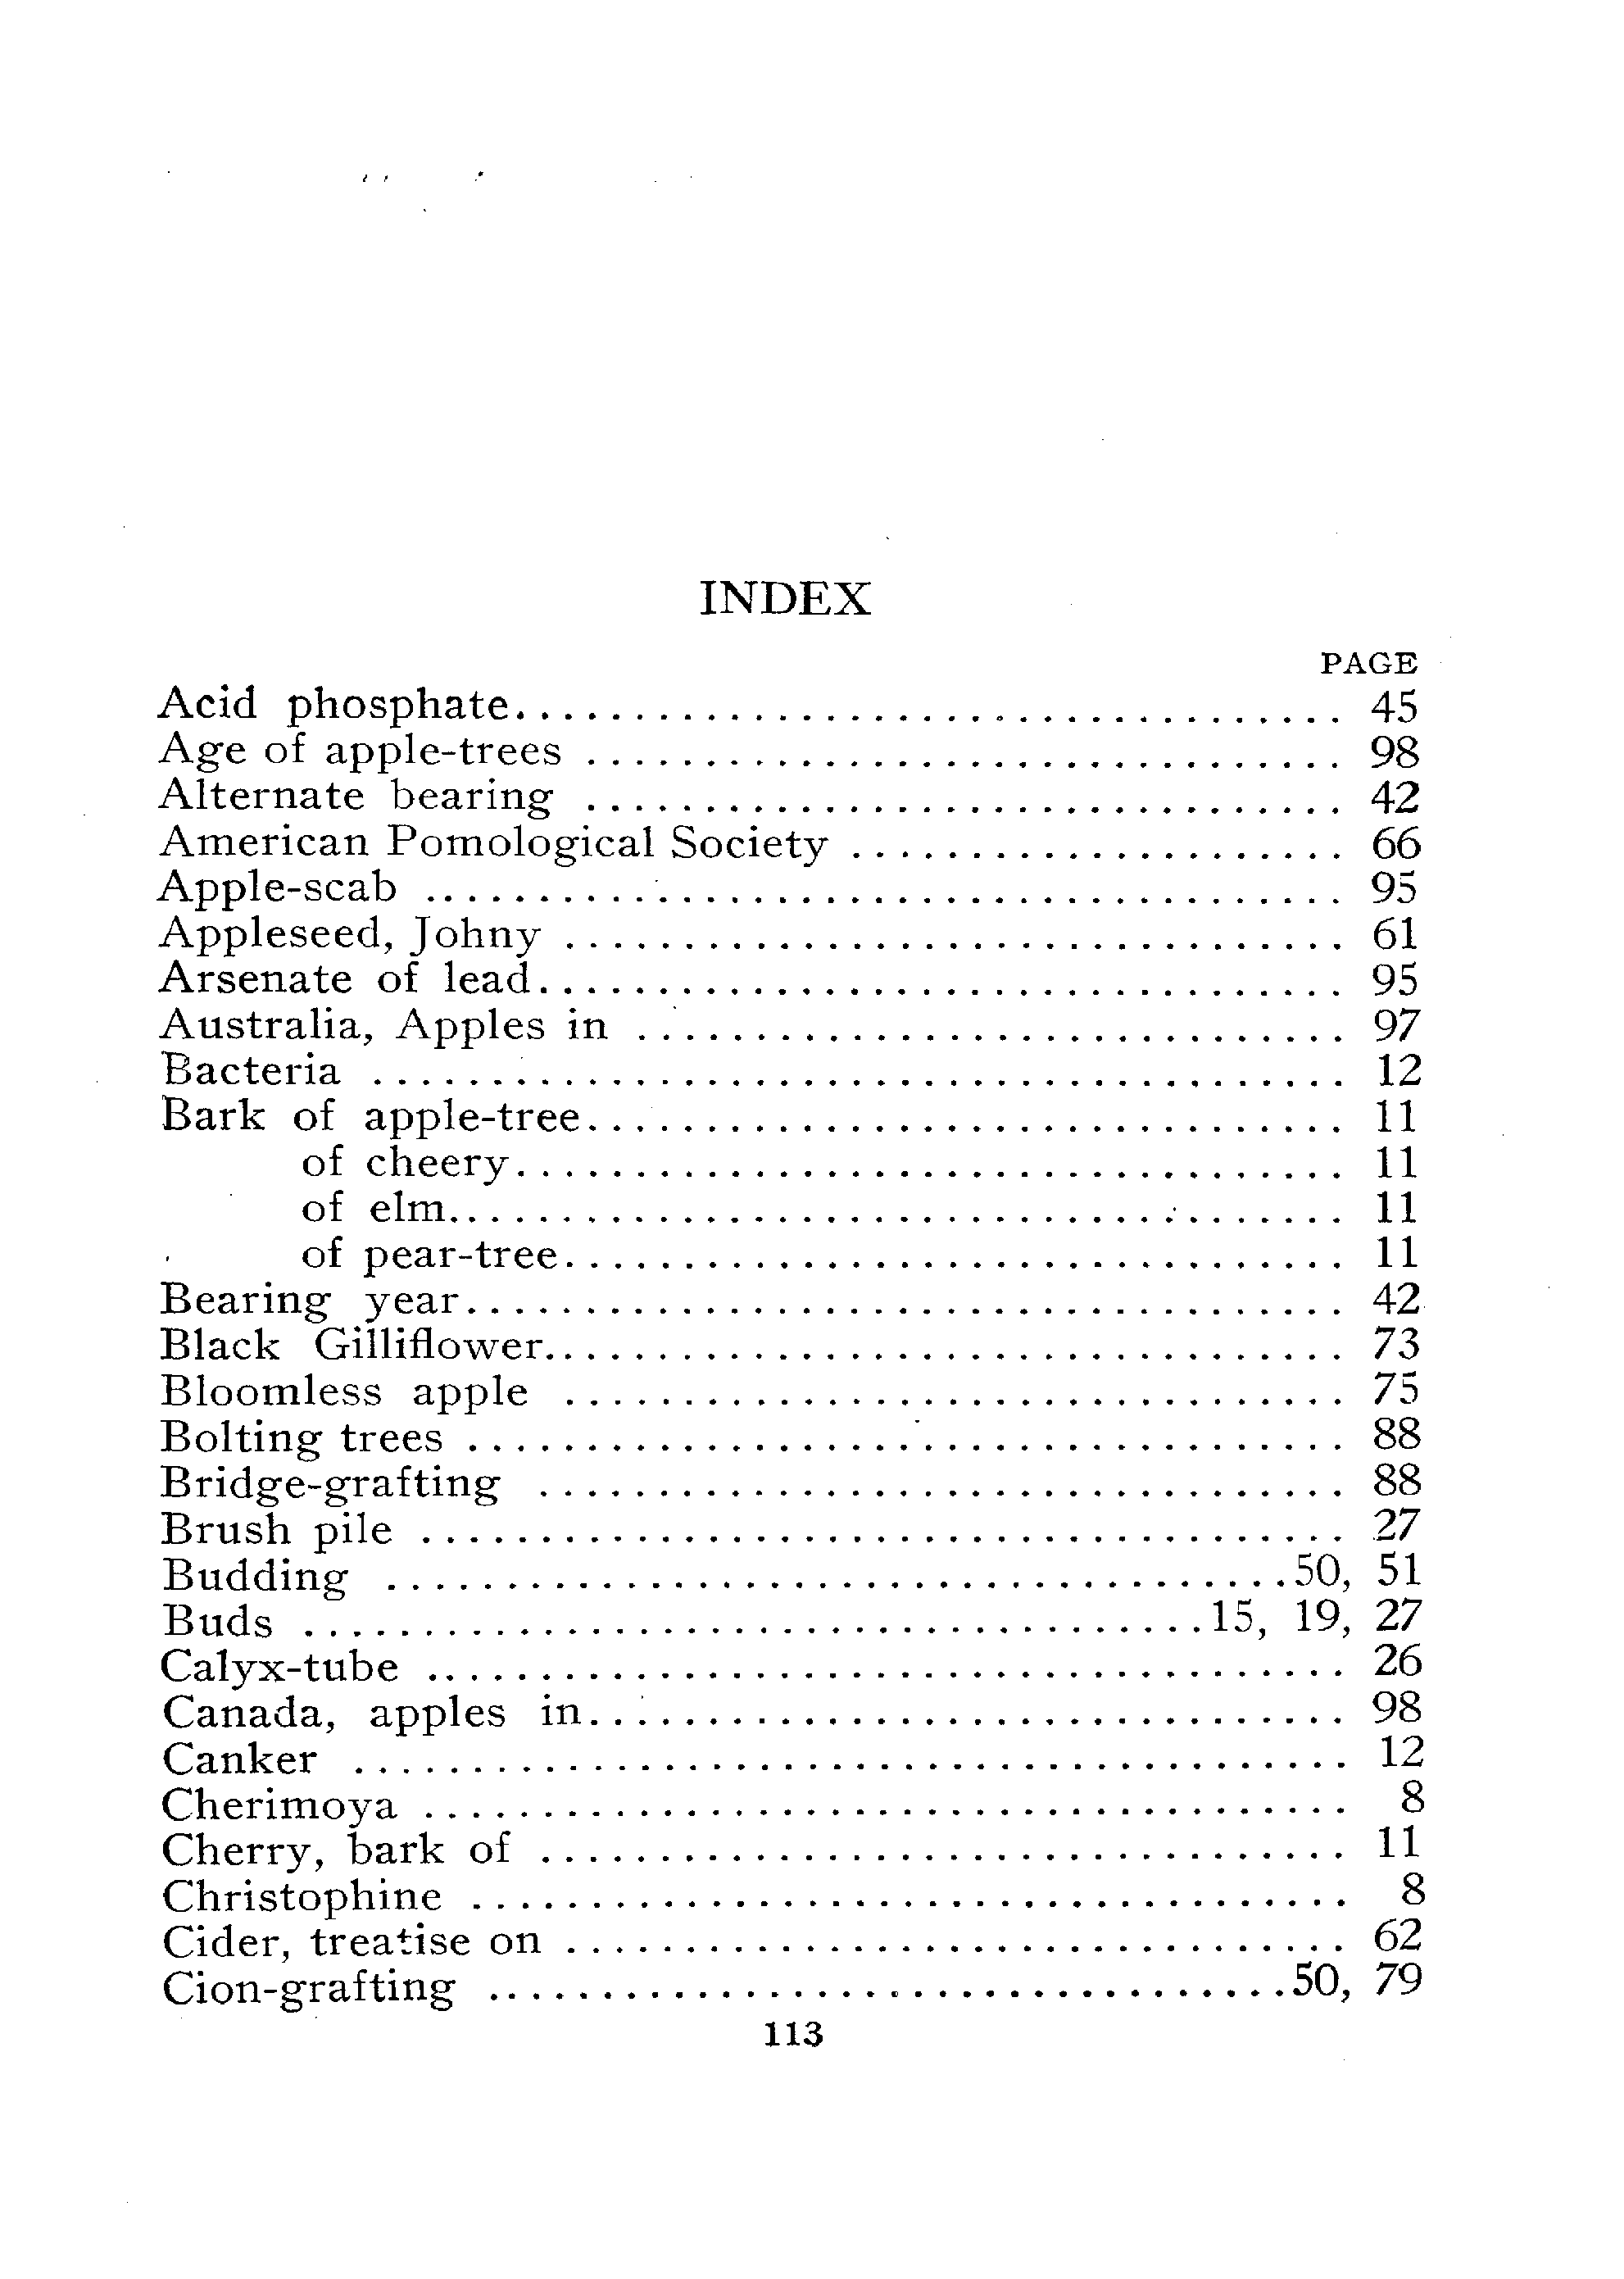 INDEX
PAGE
Acid phosphate.................................. 45
Age of apple-trees ................................ 98
Alternate bearing ................................ 42
American Pomological Society ..................... 66
Apple-scab ....................................... 95
Appleseed, Johny ................................. 61
Arsenate of lead.................................. 95
Australia, Apples in .............................. 97
Bacteria ......................................... 12
Bark of apple-tree................................ 11
of cheery................................... 11
of elm...................................... 11
of pear-tree................................. 11
Bearing year..................................... 42
Black Gilliflower.................................. 73
Bloomless apple ................................. 75
Bolting trees ..................................... 88
Bridge-grafting .................................. 88
Brush pile ....................................... 27
Budding ......................................50, 51
Buds ......................................15, 19, 27
Calyx-tube ....................................... 26
Canada, apples in................................ 98
Canker .......................................... 12
Cherimoya ....................................... 8
Cherry, bark of .................................. 11
Christophine ..................................... 8
Cider, treatise on ................................. 62
Cion-grafting ..................................50, 79
113